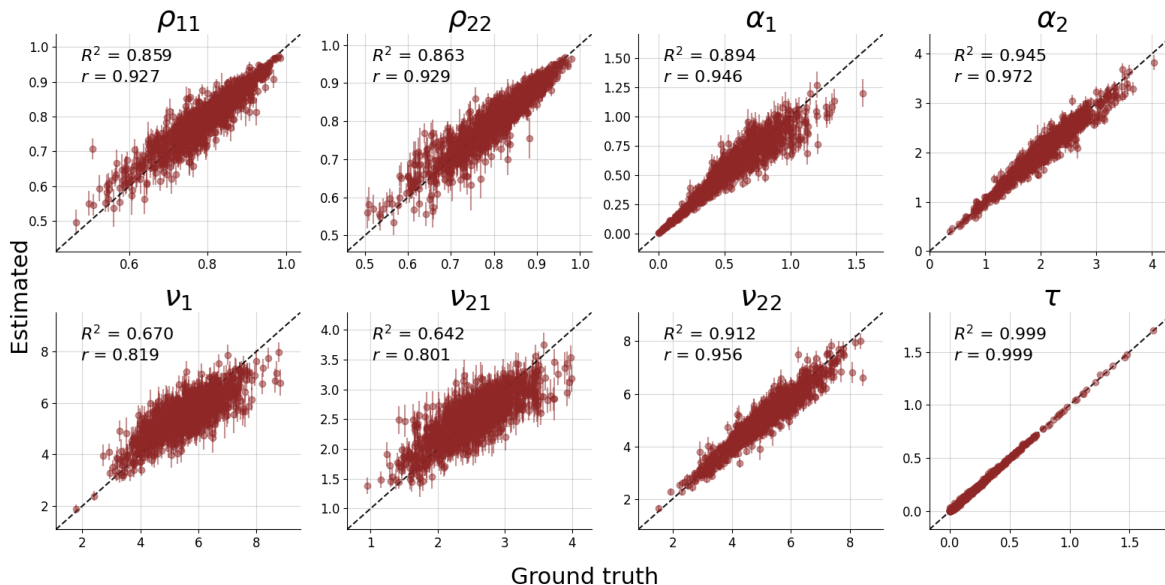 ρ11
R² = 0.859
r = 0.927
1.0
0.9
0.8
0.7
0.6
0.5
0.6
0.8
1.0
ρ22
R² = 0.863
r = 0.929
1.0
0.9
0.8
0.7
0.6
0.5
0.5
0.6
0.7
0.8
0.9
1.0
α1
R² = 0.894
r = 0.946
1.50
1.25
1.00
0.75
0.50
0.25
0.00
0.0
0.5
1.0
1.5
α2
R² = 0.945
r = 0.972
4
3
2
1
0
0
1
2
3
4
Estimated
ν1
R² = 0.670
r = 0.819
8
6
4
2
2
4
6
8
ν21
R² = 0.642
r = 0.801
4.0
3.5
3.0
2.5
2.0
1.5
1.0
1
2
3
4
ν22
R² = 0.912
r = 0.956
8
6
4
2
2
4
6
8
τ
R² = 0.999
r = 0.999
1.5
1.0
0.5
0.0
0.0
0.5
1.0
1.5
Ground truth